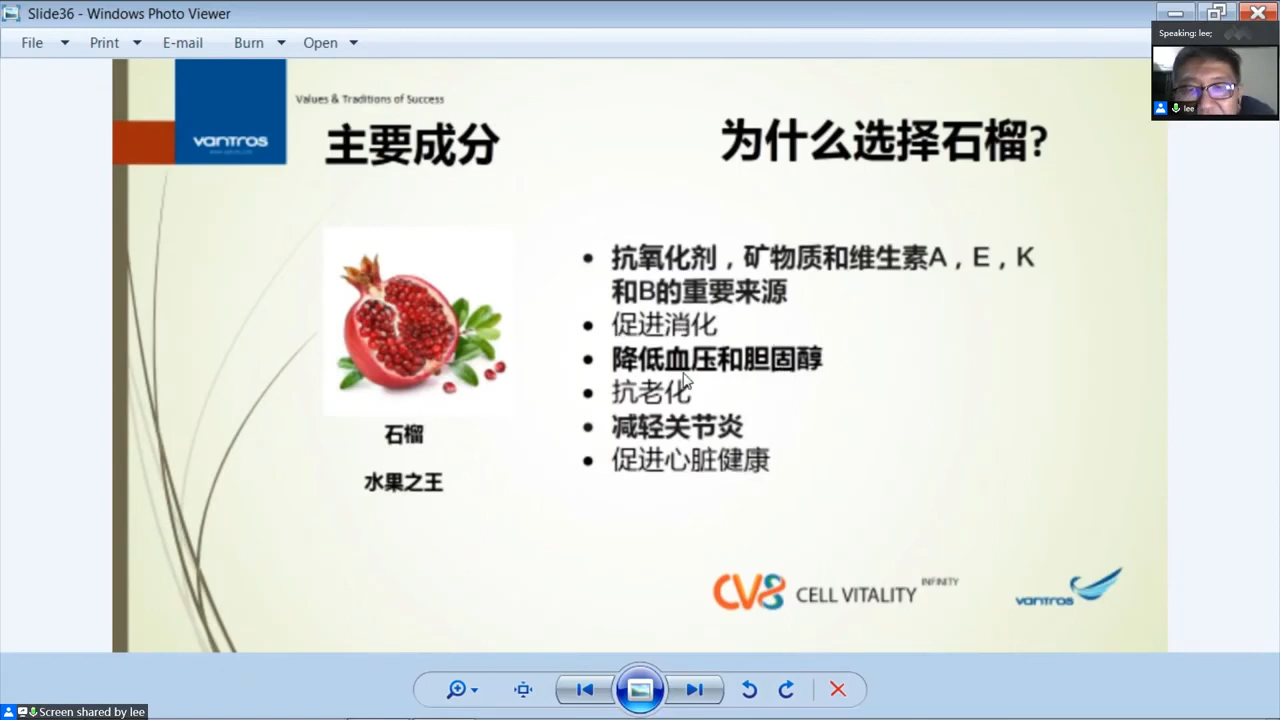 Slide36 - Windows Photo Viewer
File Print E-mail Burn Open
Speaking: lee;
lee
Values & Traditions of Success
vantros
主要成分
为什么选择石榴?
抗氧化剂，矿物质和维生素A，E，K
和B的重要来源
促进消化
降低血压和胆固醇
抗老化
减轻关节炎
促进心脏健康
石榴
水果之王
CV8 CELL VITALITY INFINITY
vantros
Screen shared by lee